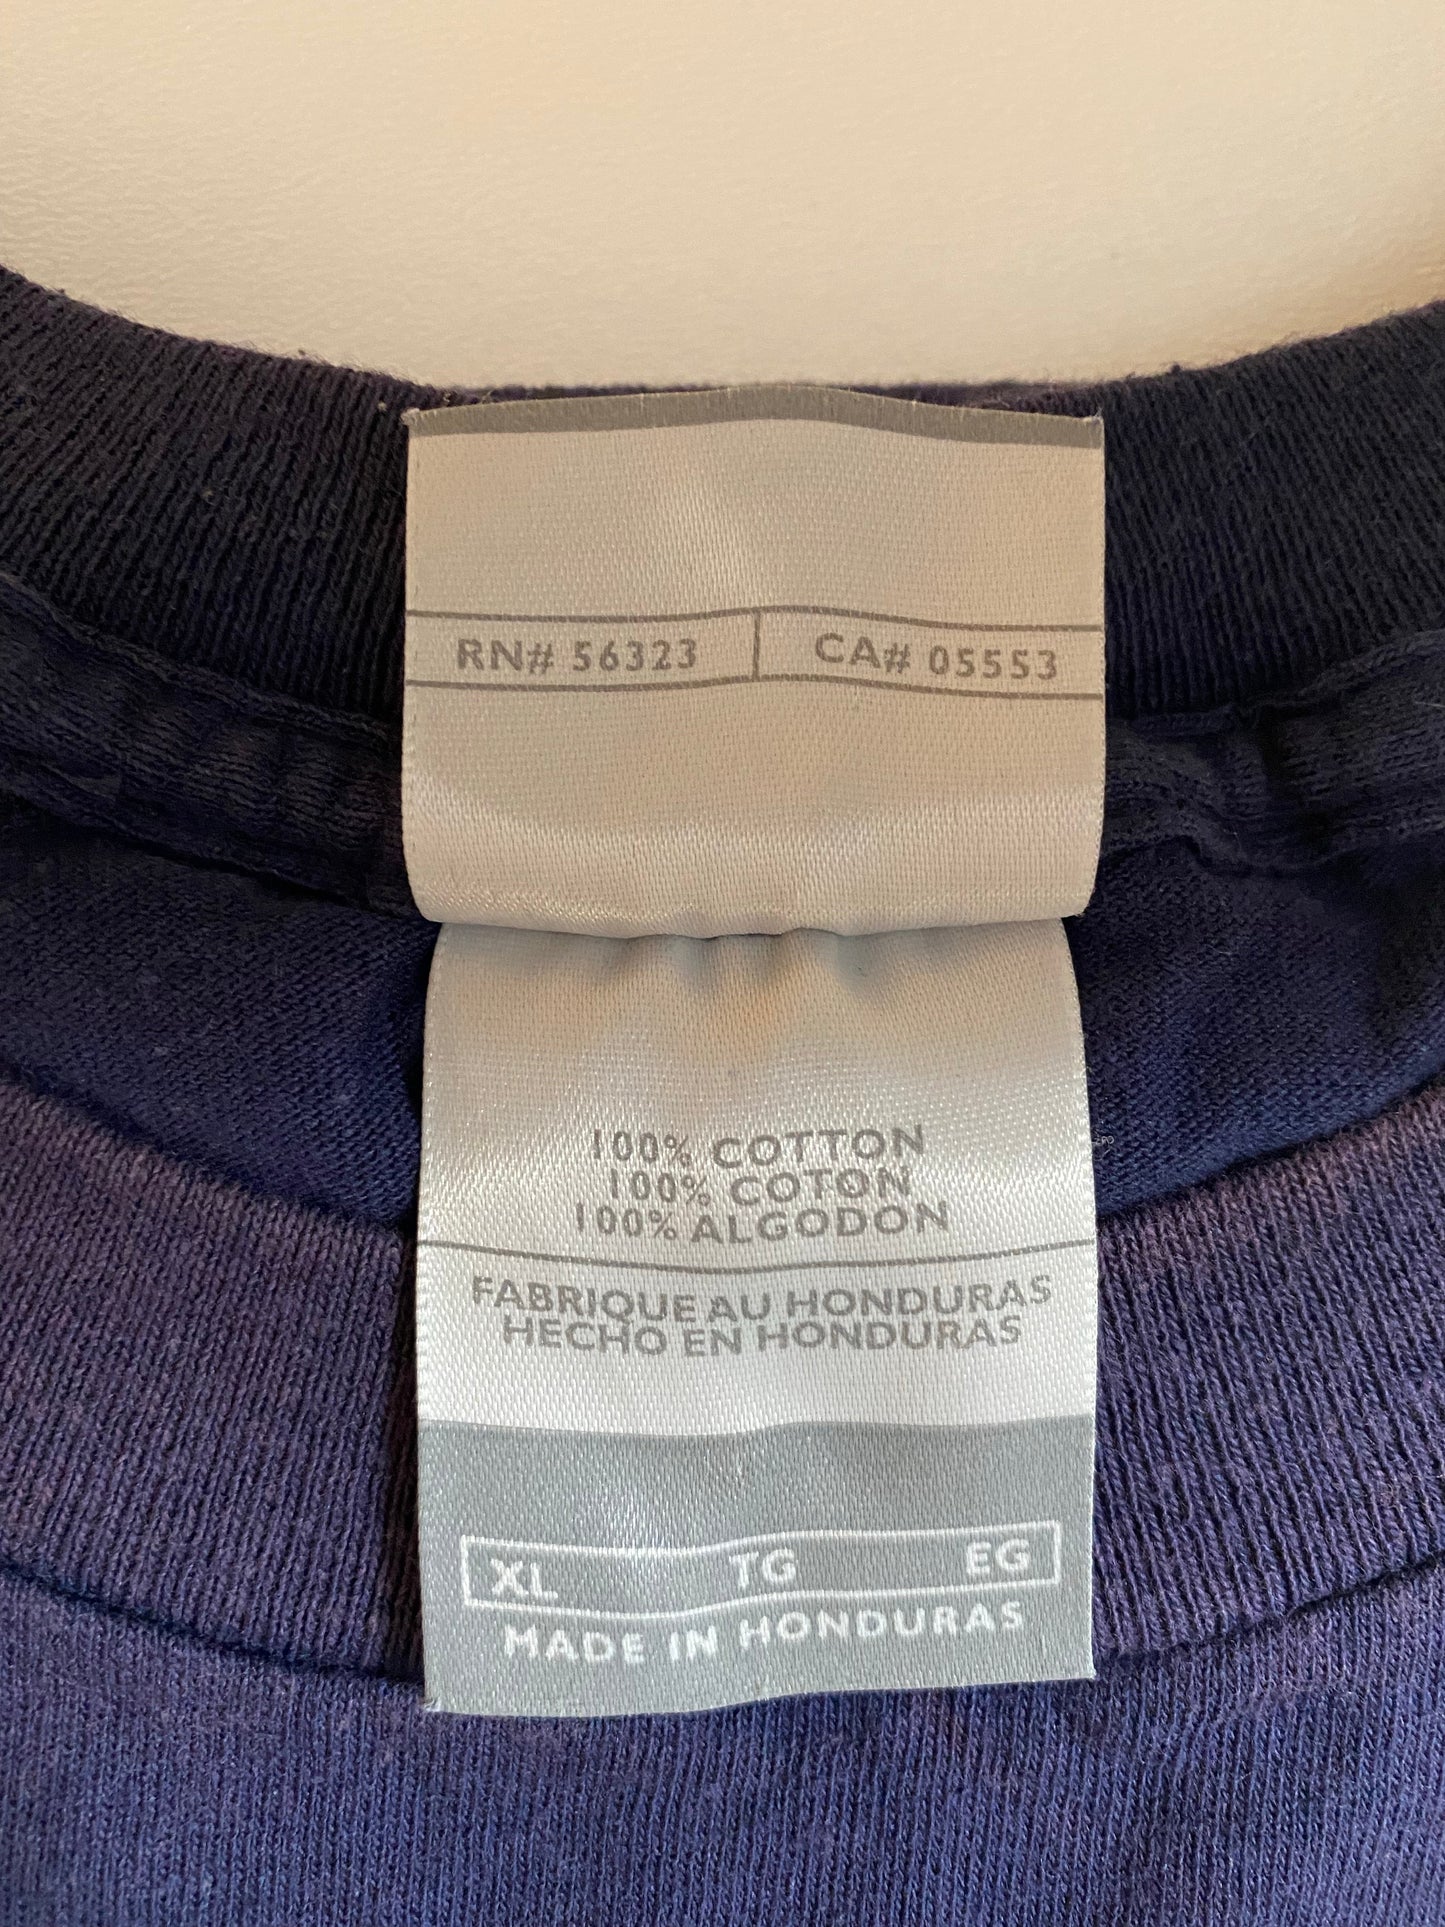 RN# 56323 CA# 05553
100% COTTON
100% COTON
100% ALGODON
FABRIQUE AU HONDURAS
HECHO EN HONDURAS
XL TG EG
MADE IN HONDURAS